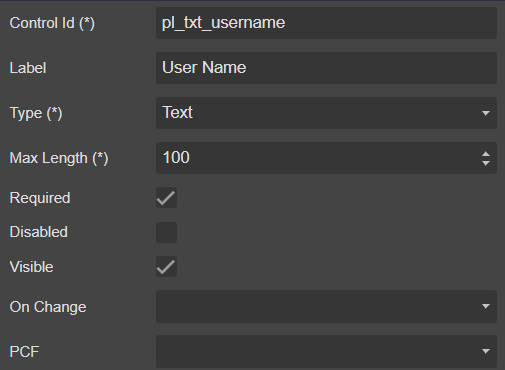 Control Id (*) pl_txt_username
Label User Name
Type (*) Text
Max Length (*) 100
Required
Disabled
Visible
On Change
PCF